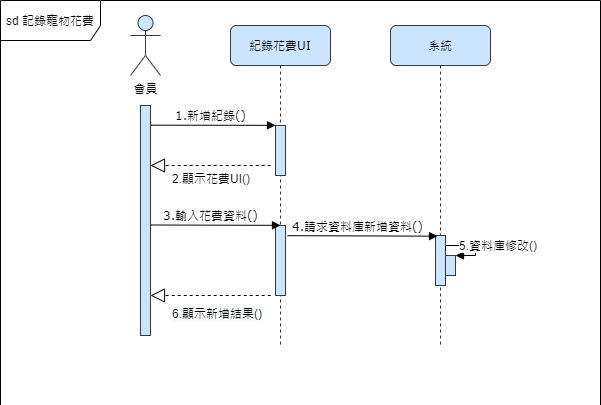 sd 記錄寵物花費
會員
紀錄花費UI
系統
1.新增紀錄()
2.顯示花費UI()
3.輸入花費資料()
4.請求資料庫新增資料()
5.資料庫修改()
6.顯示新增結果()